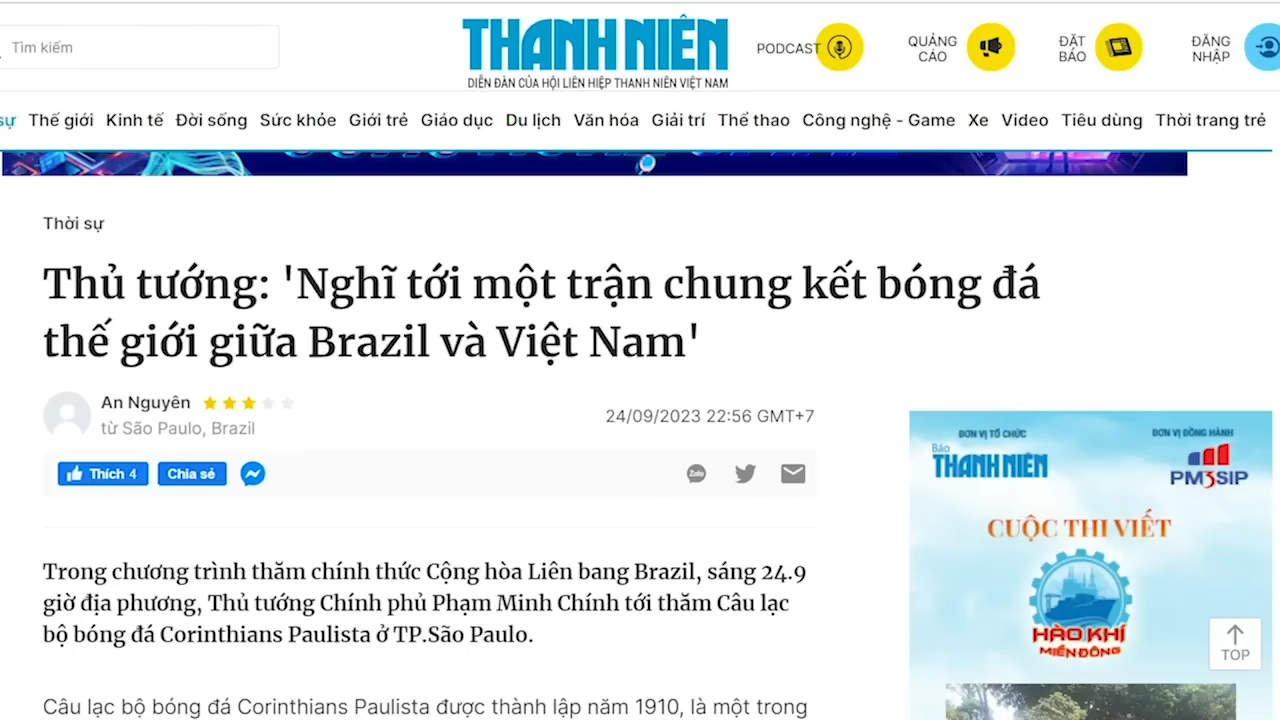 Tìm kiếm
THANH NIÊN
DIỄN ĐÀN CỦA HỘI LIÊN HIỆP THANH NIÊN VIỆT NAM
PODCAST
QUẢNG
CÁO
ĐẶT
BÁO
ĐĂNG
NHẬP
sự Thế giới Kinh tế Đời sống Sức khỏe Giới trẻ Giáo dục Du lịch Văn hóa Giải trí Thể thao Công nghệ - Game Xe Video Tiêu dùng Thời trang trẻ
Thời sự
Thủ tướng: 'Nghĩ tới một trận chung kết bóng đá
thế giới giữa Brazil và Việt Nam'
An Nguyên
từ São Paulo, Brazil
24/09/2023 22:56 GMT+7
Thích 4
Chia sẻ
Zalo
Trong chương trình thăm chính thức Cộng hòa Liên bang Brazil, sáng 24.9
giờ địa phương, Thủ tướng Chính phủ Phạm Minh Chính tới thăm Câu lạc
bộ bóng đá Corinthians Paulista ở TP.São Paulo.
Câu lạc bộ bóng đá Corinthians Paulista được thành lập năm 1910, là một trong
ĐƠN VỊ TỔ CHỨC
ĐƠN VỊ ĐỒNG HÀNH
Báo
THANH NIÊN
PM3SIP
CUỘC THI VIẾT
HÀO KHÍ
MIỀN ĐÔNG
TOP